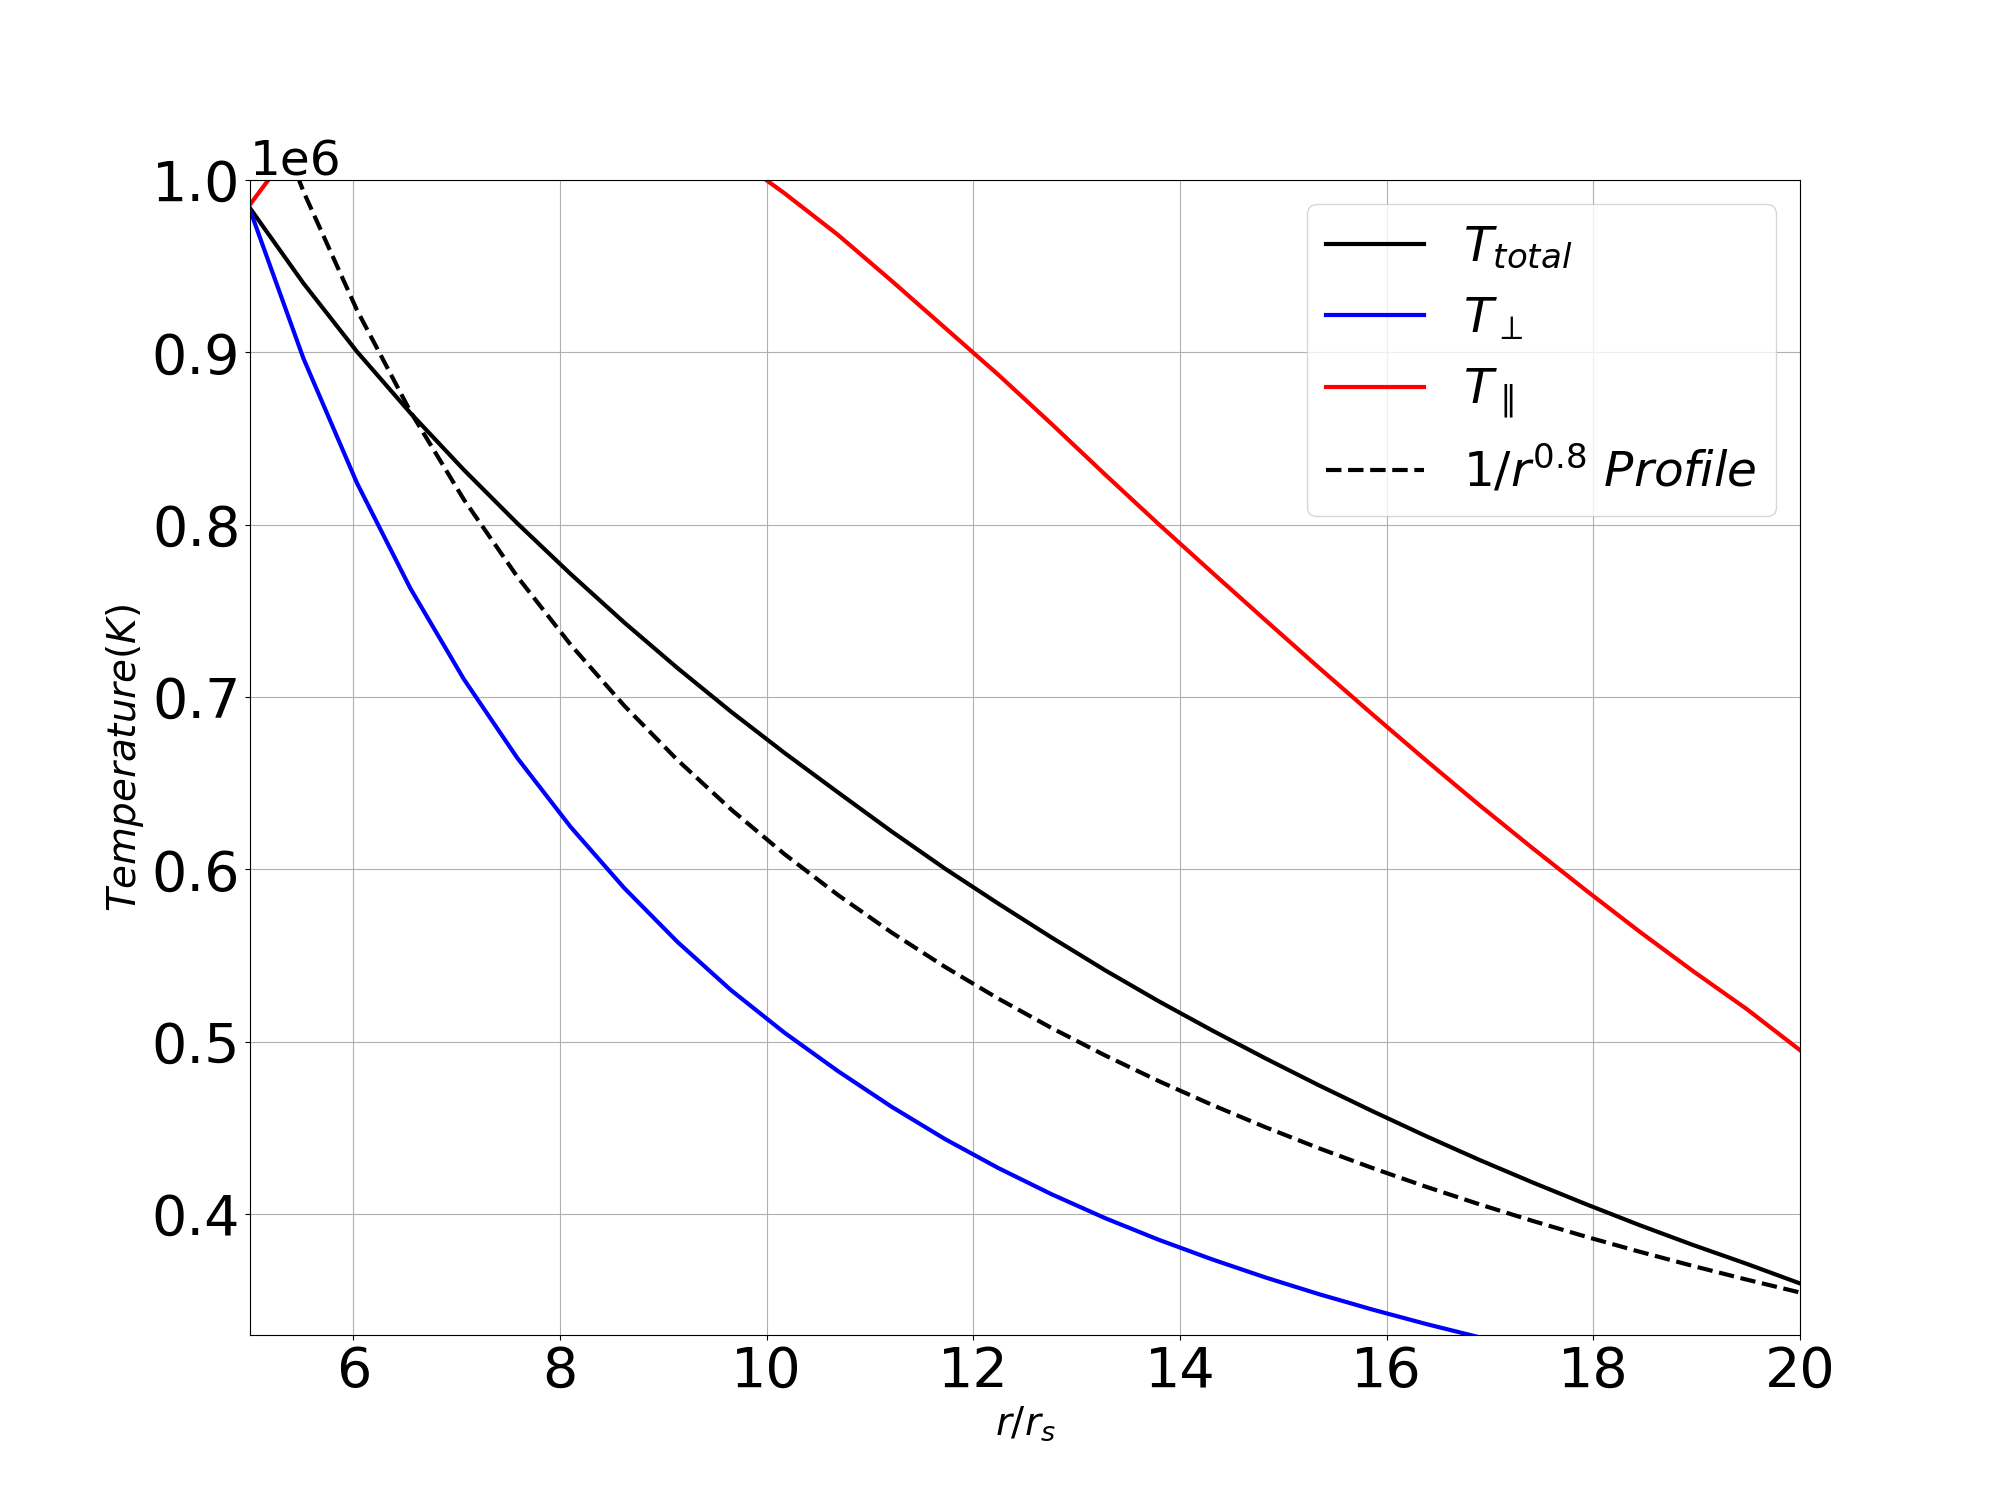 1e6
1.0
0.9
0.8
0.7
0.6
0.5
0.4
Temperature(K)
6 8 10 12 14 16 18 20
r/r_s
T_total
T_⊥
T_∥
1/r^0.8 Profile